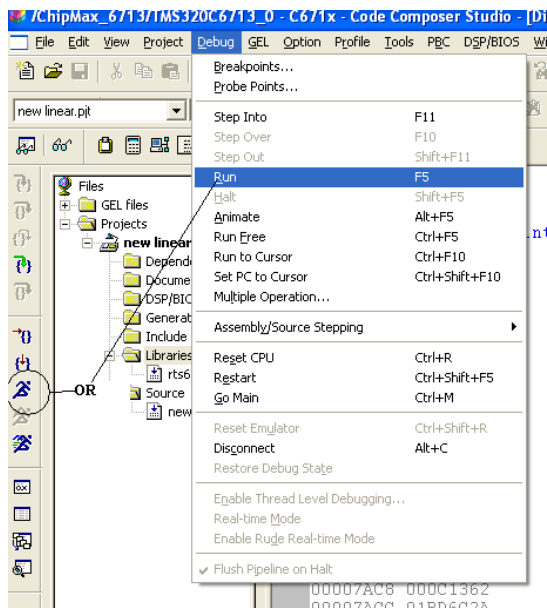 /ChipMax_6713/TMS320C6713_0 - C671x - Code Composer Studio - [Di
File Edit View Project Debug GEL Option Profile Tools PBC DSP/BIOS
new linear.pjt
Breakpoints...
Probe Points...
Step Into F11
Step Over F10
Step Out Shift+F11
Run F5
Halt Shift+F5
Animate Alt+F5
Run Free Ctrl+F5
Run to Cursor Ctrl+F10
Set PC to Cursor Ctrl+Shift+F10
Multiple Operation...
Assembly/Source Stepping
Reset CPU Ctrl+R
Restart Ctrl+Shift+F5
Go Main Ctrl+M
Reset Emulator Ctrl+Shift+R
Disconnect Alt+C
Restore Debug State
Enable Thread Level Debugging...
Real-time Mode
Enable Rude Real-time Mode
Flush Pipeline on Halt
Files
GEL files
Projects
new linear
Depend
Docume
DSP/BIO
Generat
Include
Libraries
rts6
Source
new
OR
nt
00007AC8 000C1362